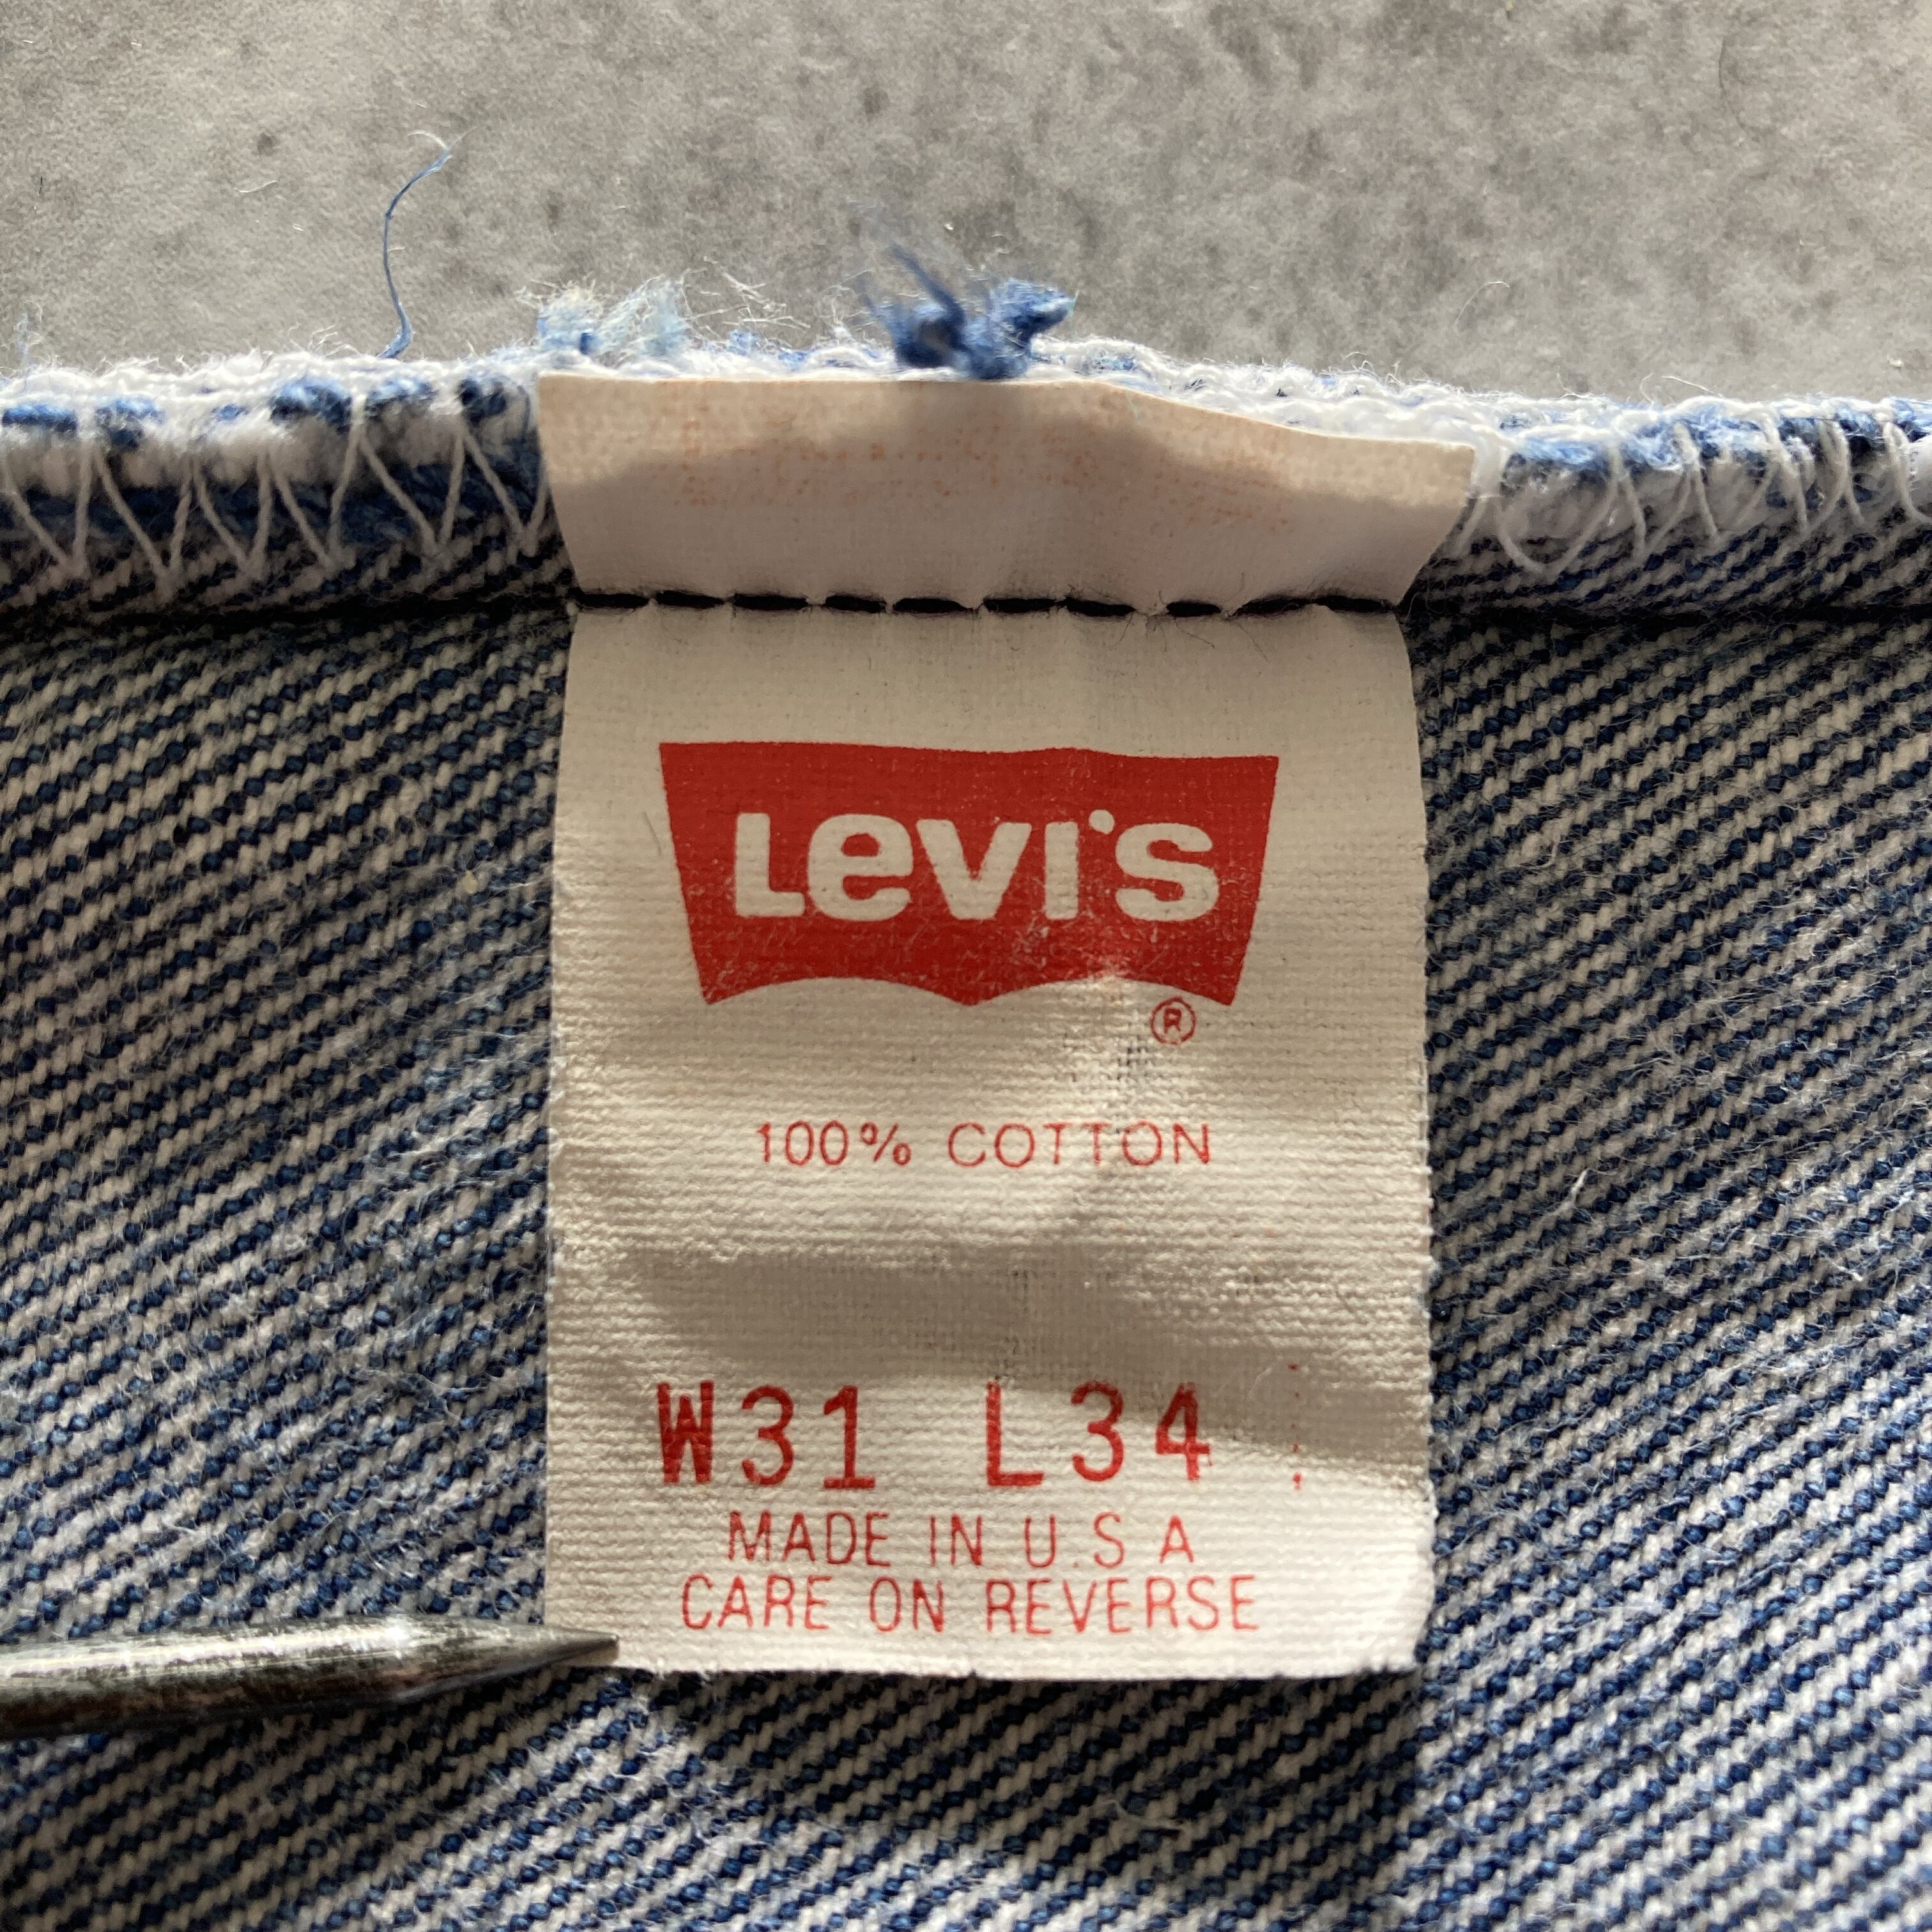 Levi's
®
100% COTTON
W31 L34
MADE IN U.S A
CARE ON REVERSE